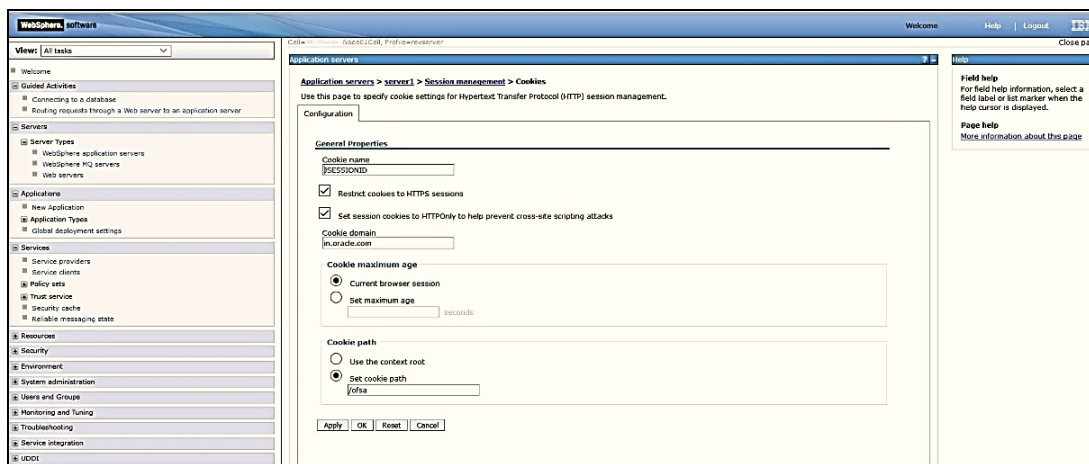 WebSphere. software
Welcome Help | Logout IBM
View: All tasks
Cell= Node01Cell, Profile=revserver
Close pa
Welcome
Guided Activities
Connecting to a database
Routing requests through a Web server to an application server
Servers
Server Types
WebSphere application servers
WebSphere MQ servers
Web servers
Applications
New Application
Application Types
Global deployment settings
Services
Service providers
Service clients
Policy sets
Trust service
Security cache
Reliable messaging state
Resources
Security
Environment
System administration
Users and Groups
Monitoring and Tuning
Troubleshooting
Service integration
UDDI
Application servers ? -
Application servers > server1 > Session management > Cookies
Use this page to specify cookie settings for Hypertext Transfer Protocol (HTTP) session management.
Configuration
General Properties
Cookie name
JSESSIONID
Restrict cookies to HTTPS sessions
Set session cookies to HTTPOnly to help prevent cross-site scripting attacks
Cookie domain
in.oracle.com
Cookie maximum age
Current browser session
Set maximum age
seconds
Cookie path
Use the context root
Set cookie path
/ofsa
Apply OK Reset Cancel
Help
Field help
For field help information, select a
field label or list marker when the
help cursor is displayed.
Page help
More information about this page